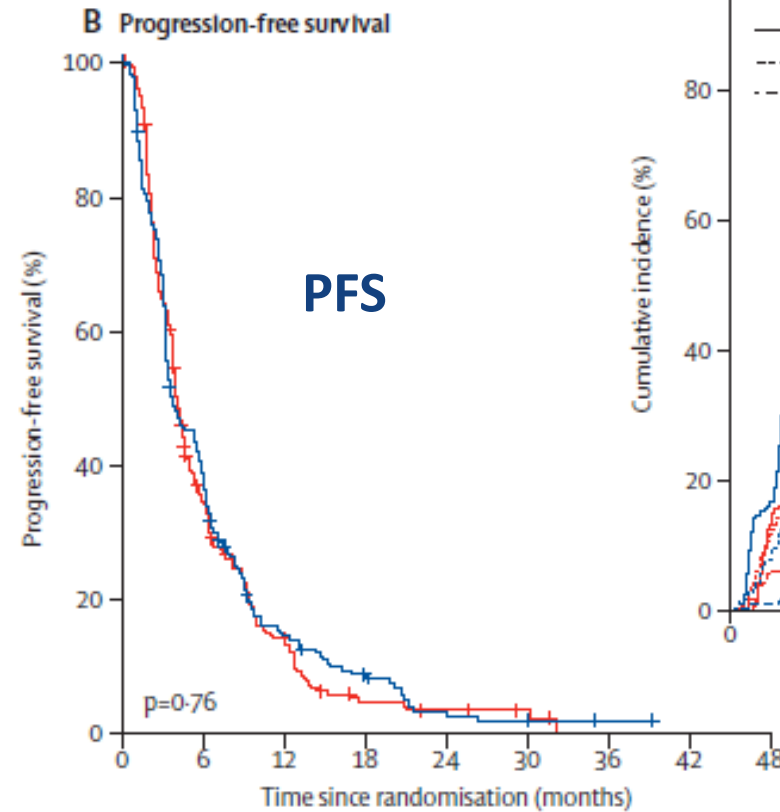 B Progression-free survival
100
80
60
40
20
0
Progression-free survival (%)
PFS
p=0·76
0 6 12 18 24 30 36 42 48
Time since randomisation (months)
80
60
40
20
0
Cumulative incidence (%)
0